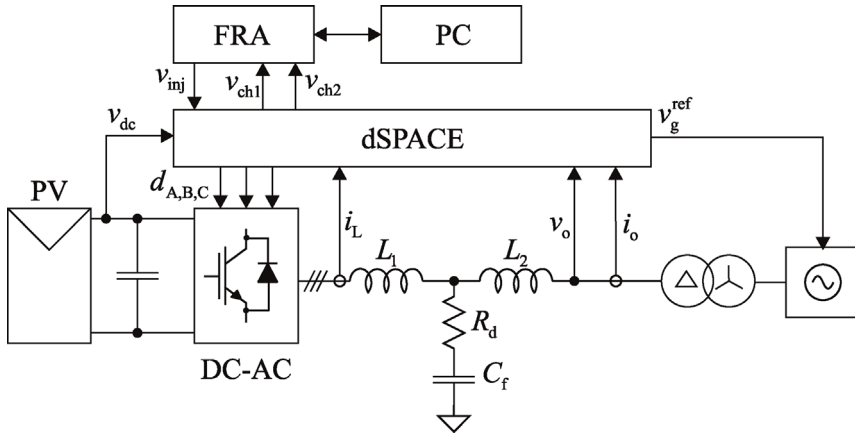 FRA
PC
v_inj
v_ch1
v_ch2
v_dc
v_g^ref
dSPACE
d_A,B,C
PV
i_L
v_o
i_o
L_1
L_2
R_d
DC-AC
C_f